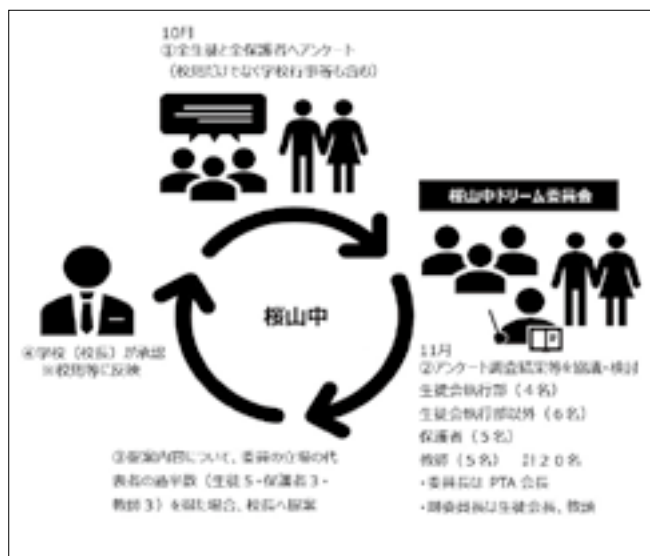 10月
①全生徒と全保護者へアンケート
（校則だけでなく学校行事等も含む）
桜山中ドリーム委員会
桜山中
④学校（校長）が承認
※校則等に反映
11月
②アンケート調査結果等を協議・検討
生徒会執行部（４名）
生徒会執行部以外（６名）
保護者（５名）
教師（５名） 計２０名
・委員長は PTA 会長
・副委員長は生徒会長、教頭
③提案内容について、委員の立場の代
表者の過半数（生徒５・保護者３・
教師３）を得た場合、校長へ提案